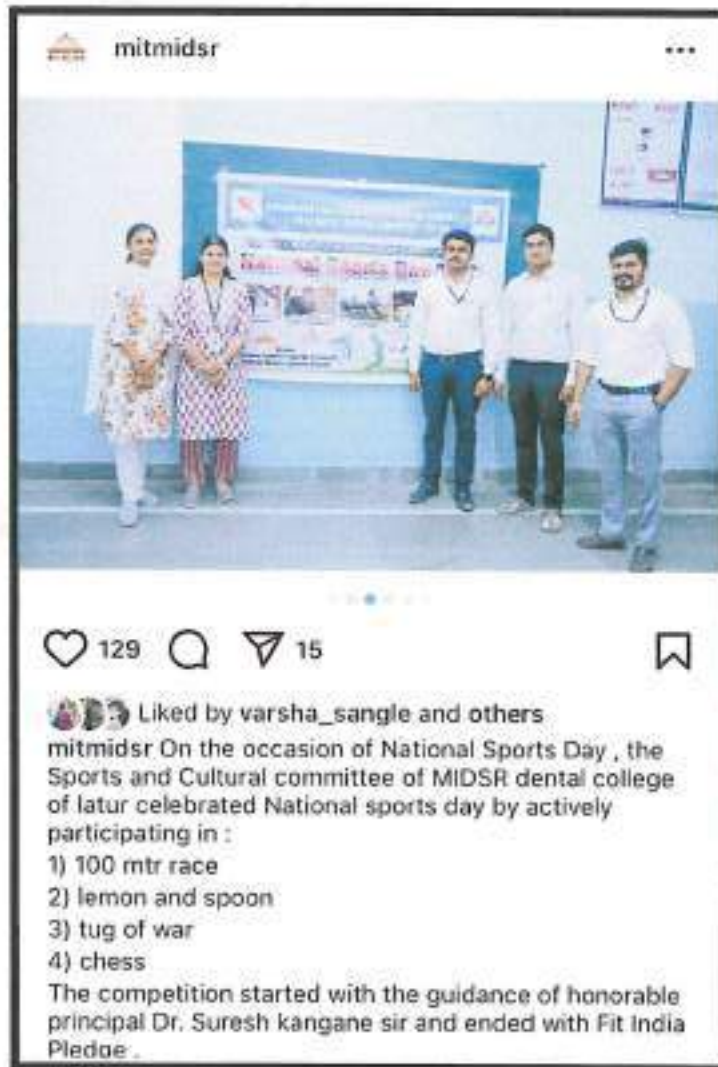 mitmidsr
National Sports Day
129
15
Liked by varsha_sangle and others
mitmidsr On the occasion of National Sports Day , the
Sports and Cultural committee of MIDSR dental college
of latur celebrated National sports day by actively
participating in :
1) 100 mtr race
2) lemon and spoon
3) tug of war
4) chess
The competition started with the guidance of honorable
principal Dr. Suresh kangane sir and ended with Fit India
Pledge .